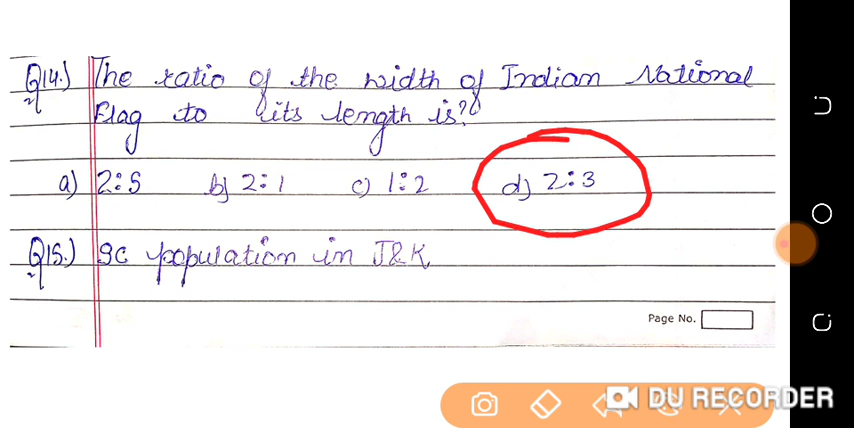 Q14.) The ratio of the width of Indian National
Flag to its length is?
a) 2:5 b) 2:1 c) 1:2 d) 2:3
Q15.) SC population in J&K
Page No.
DU RECORDER